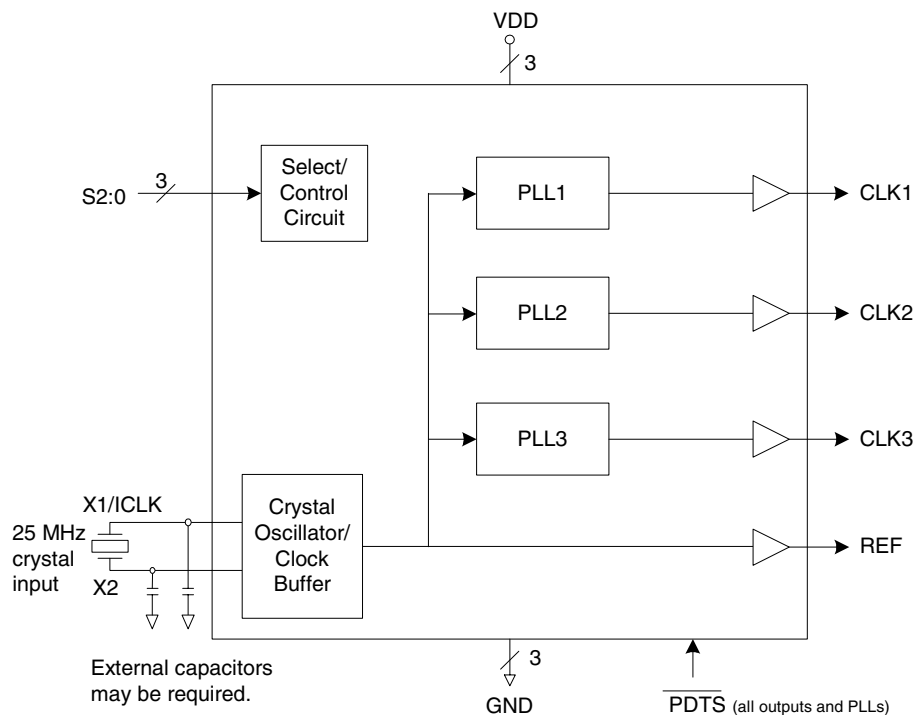 VDD
3
Select/
Control
Circuit
3
S2:0
PLL1
CLK1
PLL2
CLK2
PLL3
CLK3
X1/ICLK
25 MHz
crystal
input
X2
Crystal
Oscillator/
Clock
Buffer
REF
External capacitors
may be required.
3
GND
PDTS (all outputs and PLLs)